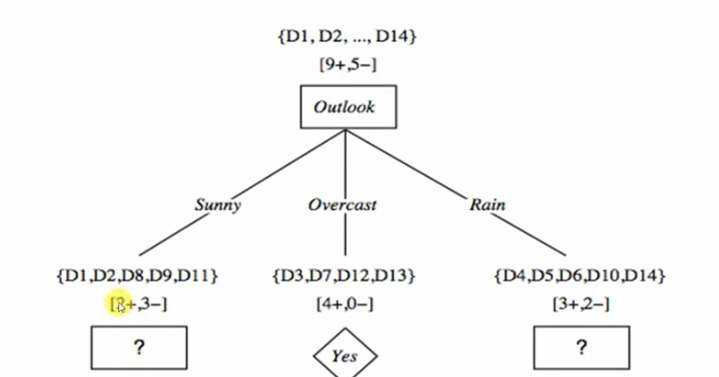 {D1, D2, ..., D14}
[9+,5−]
Outlook
Sunny Overcast Rain
{D1,D2,D8,D9,D11} {D3,D7,D12,D13} {D4,D5,D6,D10,D14}
[2+,3−] [4+,0−] [3+,2−]
? Yes ?